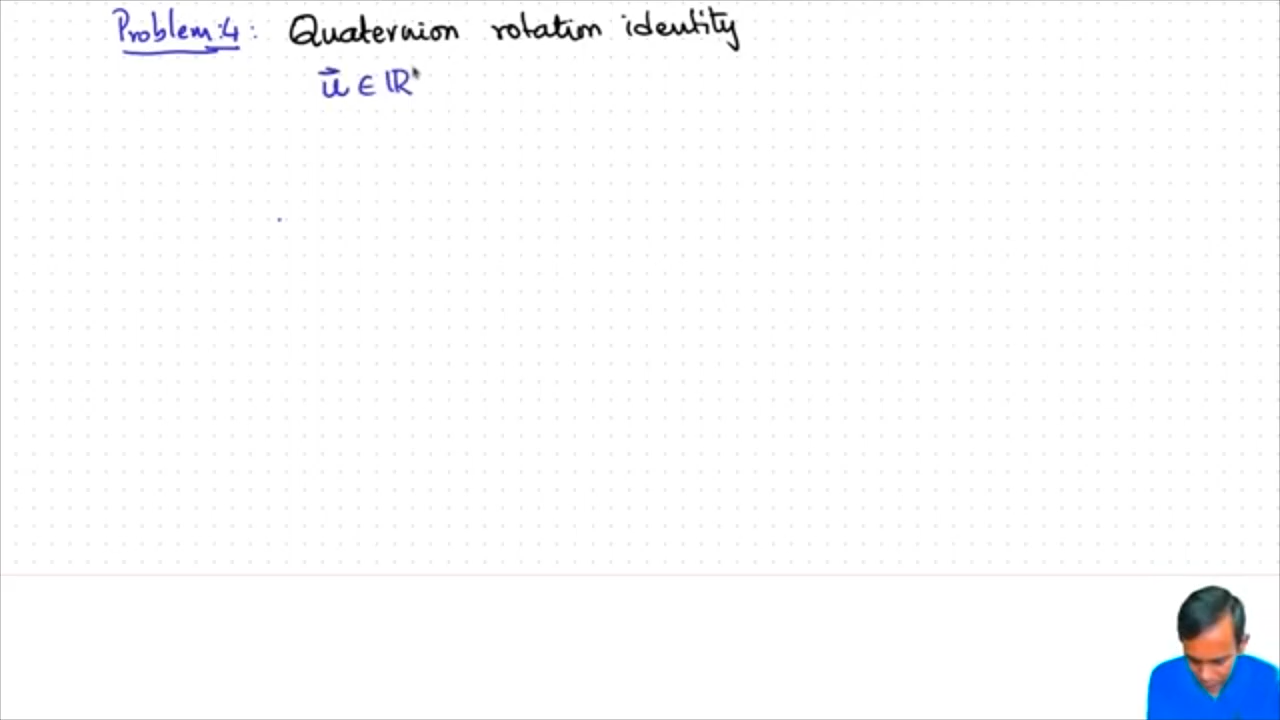 Problem:4: Quaternion rotation identity
u⃗ ∈ ℝ